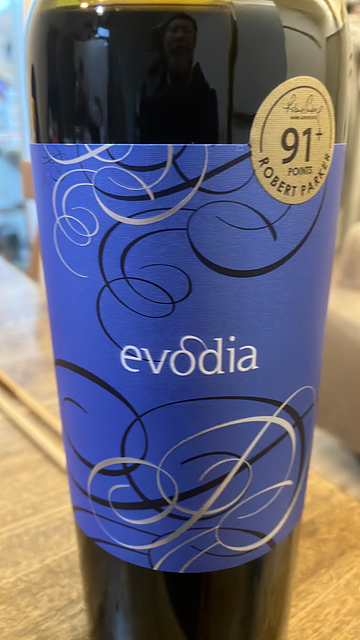 91+
POINTS
ROBERT PARKER
evodia